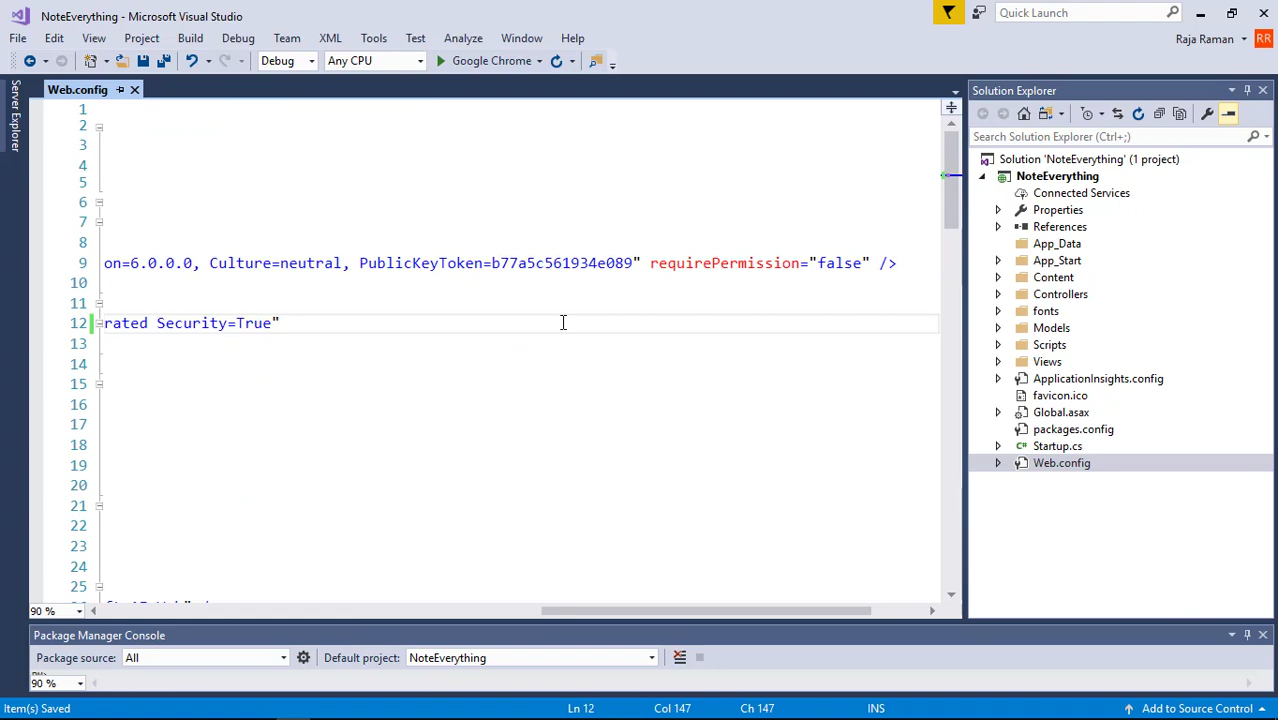 NoteEverything - Microsoft Visual Studio
Quick Launch
File Edit View Project Build Debug Team XML Tools Test Analyze Window Help
Raja Raman RR
Debug Any CPU Google Chrome
Server Explorer
Web.config
1
2
3
4
5
6
7
8
9 on=6.0.0.0, Culture=neutral, PublicKeyToken=b77a5c561934e089" requirePermission="false" />
10
11
12 rated Security=True"
13
14
15
16
17
18
19
20
21
22
23
24
25
90 %
Solution Explorer
Search Solution Explorer (Ctrl+;)
Solution 'NoteEverything' (1 project)
NoteEverything
Connected Services
Properties
References
App_Data
App_Start
Content
Controllers
fonts
Models
Scripts
Views
ApplicationInsights.config
favicon.ico
Global.asax
packages.config
C# Startup.cs
Web.config
Package Manager Console
Package source: All Default project: NoteEverything
90 %
Item(s) Saved Ln 12 Col 147 Ch 147 INS Add to Source Control